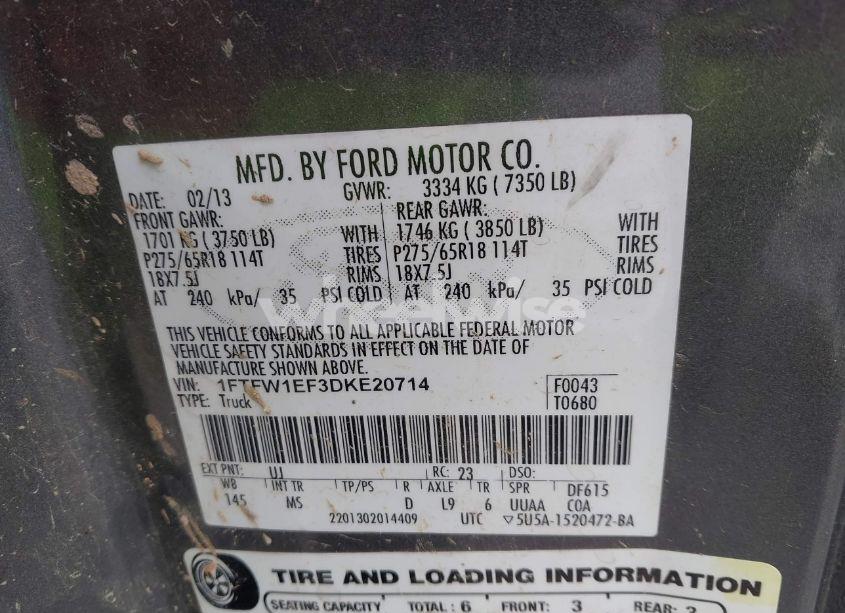 MFD. BY FORD MOTOR CO.
DATE: 02/13 GVWR: 3334 KG ( 7350 LB)
FRONT GAWR: REAR GAWR:
1701 KG ( 3750 LB) WITH 1746 KG ( 3850 LB) WITH
P275/65R18 114T TIRES P275/65R18 114T TIRES
18X7.5J RIMS 18X7.5J RIMS
AT 240 kPa/ 35 PSI COLD AT 240 kPa/ 35 PSI COLD
wheelwise
THIS VEHICLE CONFORMS TO ALL APPLICABLE FEDERAL MOTOR
VEHICLE SAFETY STANDARDS IN EFFECT ON THE DATE OF
MANUFACTURE SHOWN ABOVE.
VIN: 1FTFW1EF3DKE20714 F0043
TYPE: Truck T0680
EXT PNT: UJ RC: 23 DSO:
WB INT TR TP/PS R AXLE TR SPR DF615
145 MS D L9 6 UUAA COA
2201302014409 UTC ▽5U5A-1520472-BA
TIRE AND LOADING INFORMATION
SEATING CAPACITY TOTAL : 6 FRONT: 3 REAR: 3